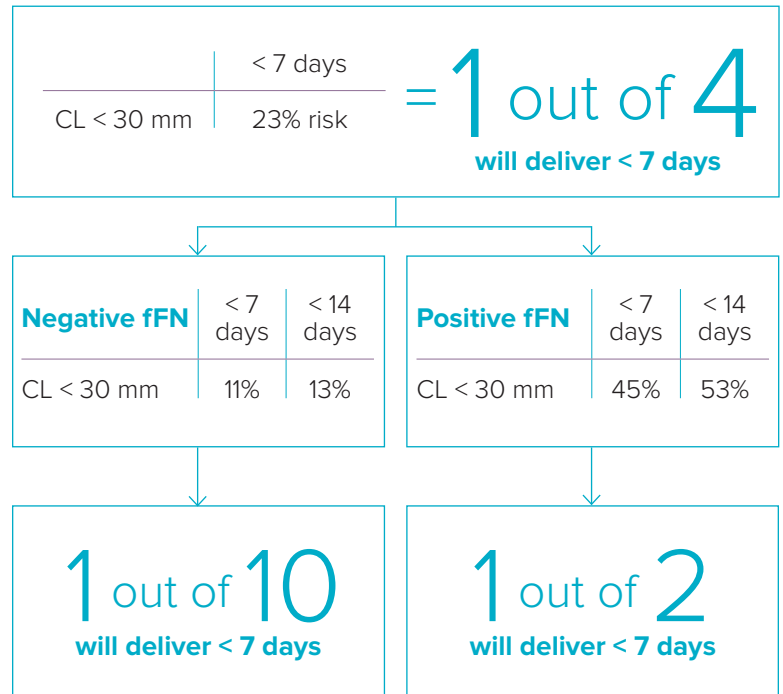 < 7 days
CL < 30 mm 23% risk
= 1 out of 4
will deliver < 7 days
Negative fFN < 7 days < 14 days
CL < 30 mm 11% 13%
Positive fFN < 7 days < 14 days
CL < 30 mm 45% 53%
1 out of 10
will deliver < 7 days
1 out of 2
will deliver < 7 days